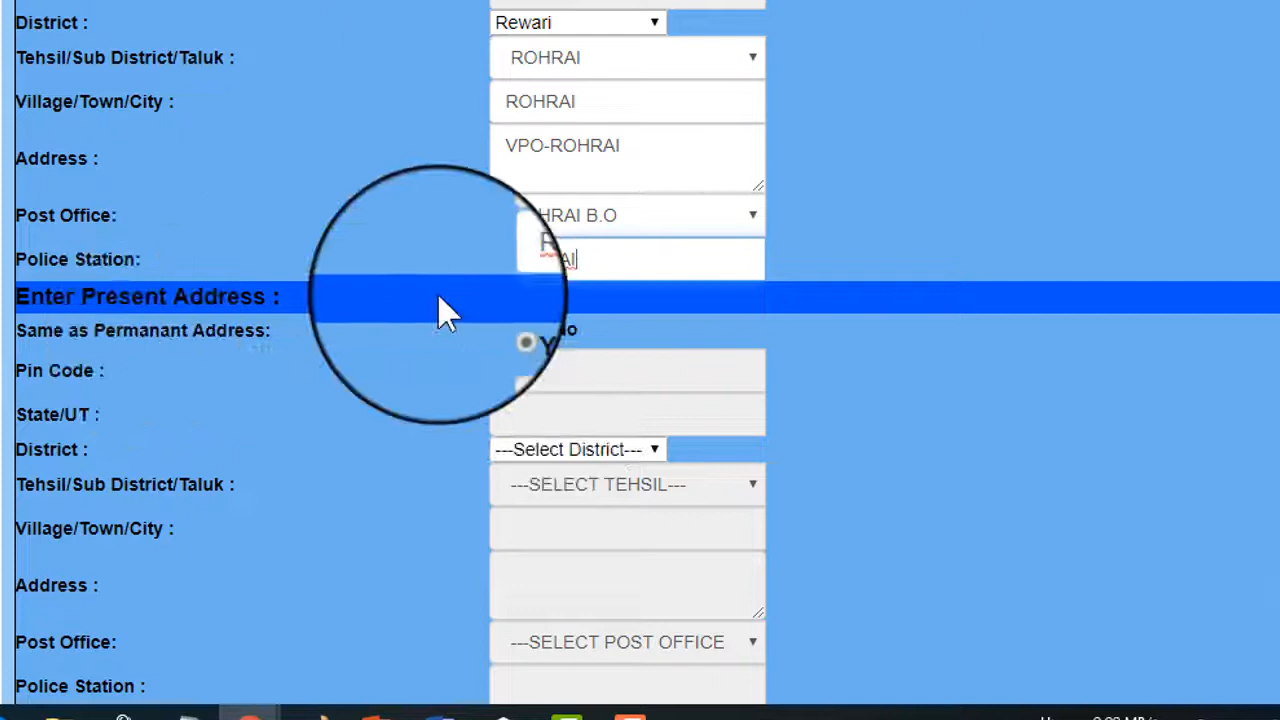 District : Rewari
Tehsil/Sub District/Taluk : ROHRAI
Village/Town/City : ROHRAI
Address : VPO-ROHRAI
Post Office: HRAI B.O
Police Station: R AI
Enter Present Address :
Same as Permanant Address: Y No
Pin Code :
State/UT :
District : ---Select District---
Tehsil/Sub District/Taluk : ---SELECT TEHSIL---
Village/Town/City :
Address :
Post Office: ---SELECT POST OFFICE
Police Station :